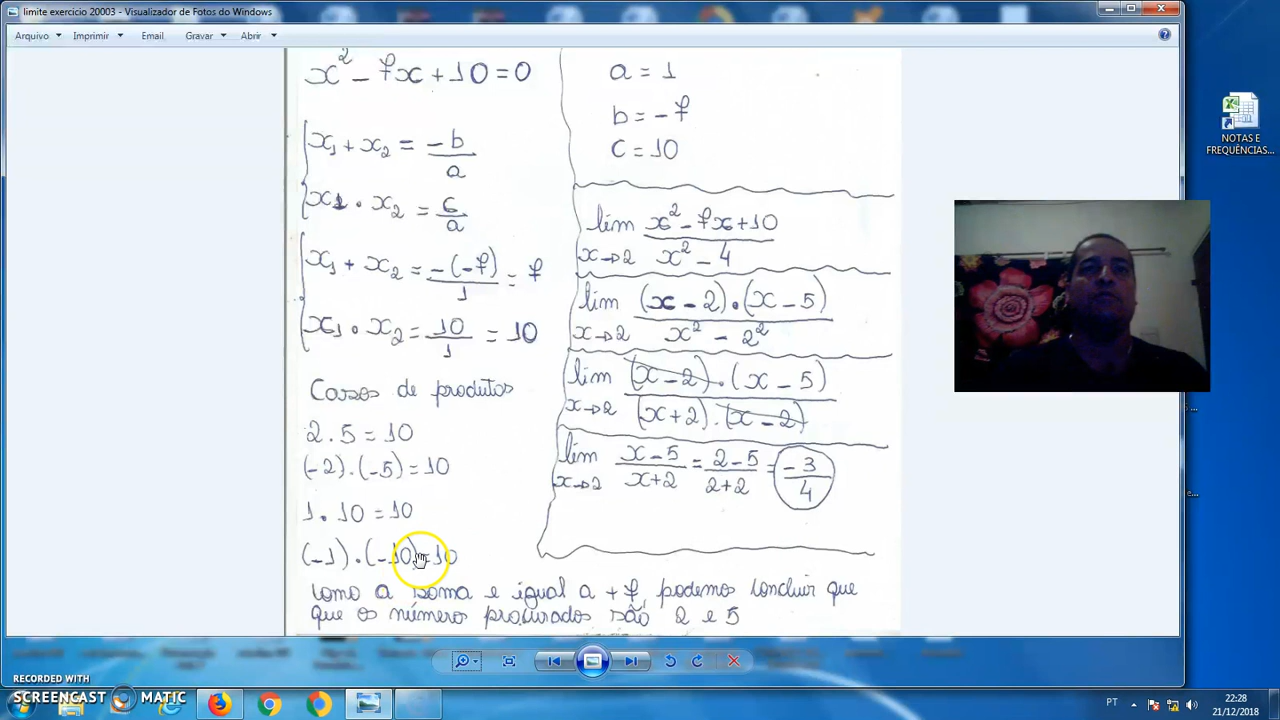 limite exercicio 20003 - Visualizador de Fotos do Windows
Arquivo Imprimir Email Gravar Abrir
x² - 7x + 10 = 0
x₁ + x₂ = -b/a
x₁ . x₂ = c/a
x₁ + x₂ = -(-7)/1 = 7
x₁ . x₂ = 10/1 = 10
Casos de produtos
2 . 5 = 10
(-2) . (-5) = 10
1 . 10 = 10
(-1) . (-10) = 10
a = 1
b = -7
c = 10
lim x→2 x² - 7x + 10 / x² - 4
lim x→2 (x - 2) . (x - 5) / x² - 2²
lim x→2 (x - 2) . (x - 5) / (x + 2) . (x - 2)
lim x→2 x - 5 / x + 2 = 2 - 5 / 2 + 2 = -3/4
como a soma e igual a + 7, podemos concluir que
que os números procurados são 2 e 5
NOTAS E
FREQUÊNCIAS...
RECORDED WITH
SCREENCAST MATIC
PT
22:28
21/12/2018